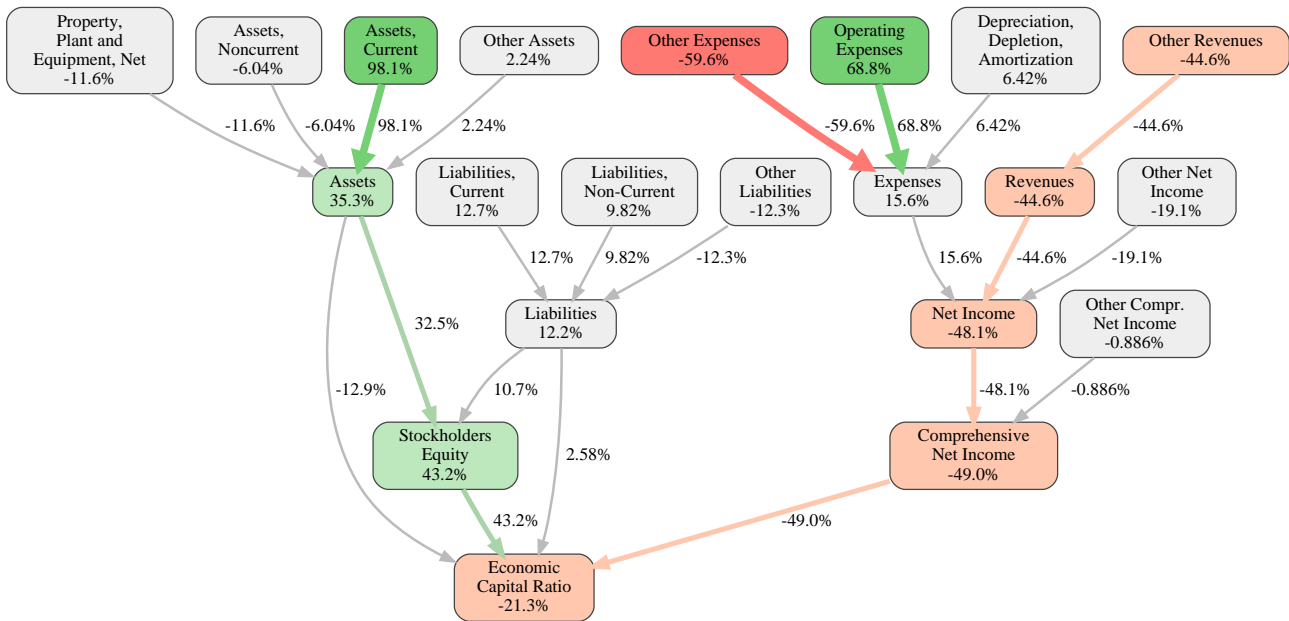 Property,
Plant and
Equipment, Net
-11.6%
Assets,
Noncurrent
-6.04%
Assets,
Current
98.1%
Other Assets
2.24%
Other Expenses
-59.6%
Operating
Expenses
68.8%
Depreciation,
Depletion,
Amortization
6.42%
Other Revenues
-44.6%
-11.6%
-6.04%
98.1%
2.24%
-59.6%
68.8%
6.42%
-44.6%
Assets
35.3%
Liabilities,
Current
12.7%
Liabilities,
Non-Current
9.82%
Other
Liabilities
-12.3%
Expenses
15.6%
Revenues
-44.6%
Other Net
Income
-19.1%
12.7%
9.82%
-12.3%
15.6%
-44.6%
-19.1%
32.5%
Liabilities
12.2%
Net Income
-48.1%
Other Compr.
Net Income
-0.886%
-12.9%
10.7%
-48.1%
-0.886%
Stockholders
Equity
43.2%
2.58%
Comprehensive
Net Income
-49.0%
43.2%
-49.0%
Economic
Capital Ratio
-21.3%